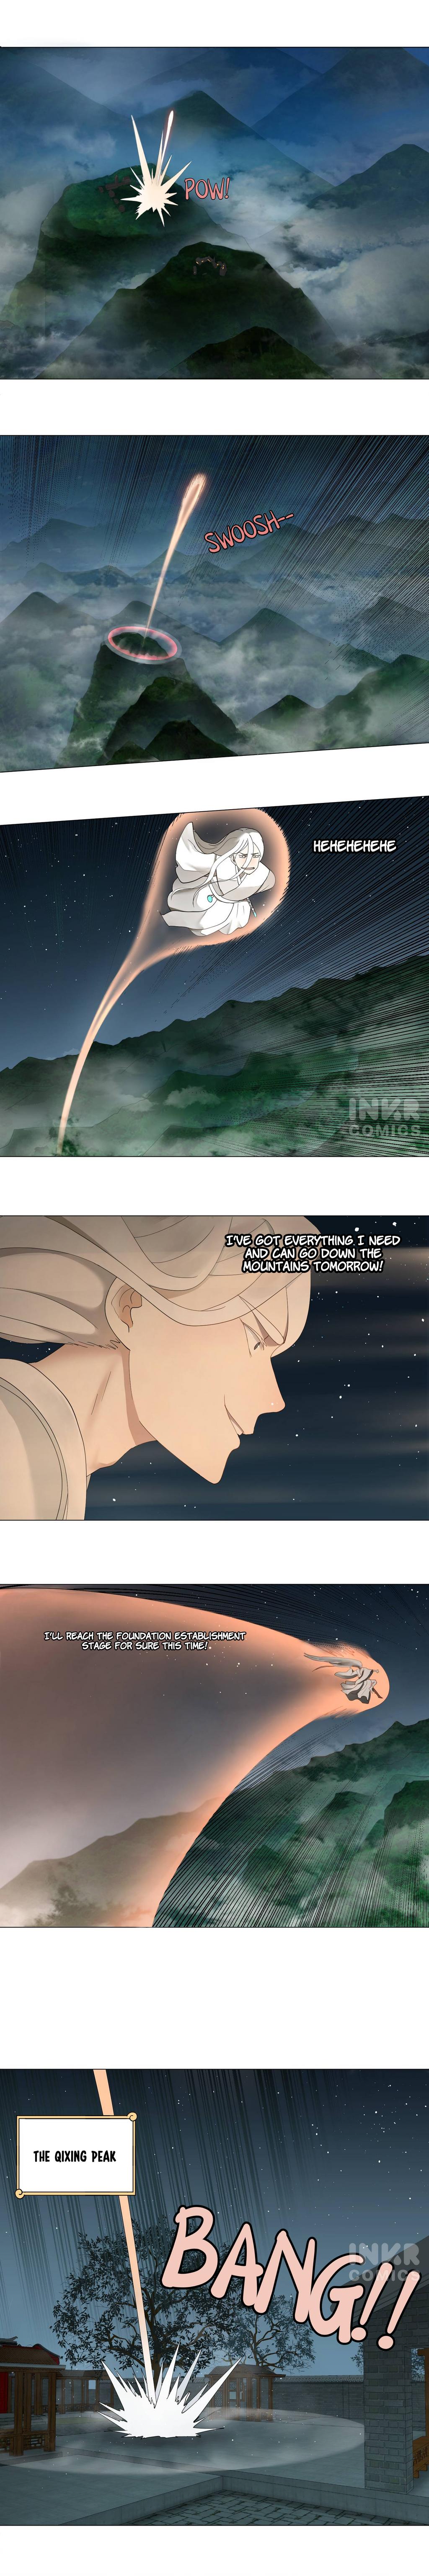 POW!
SWOOSH--
HEHEHEHEHE
INKR
COMICS
I'VE GOT EVERYTHING I NEED
AND CAN GO DOWN THE
MOUNTAINS TOMORROW!
I'LL REACH THE FOUNDATION ESTABLISHMENT
STAGE FOR SURE THIS TIME!
THE QIXING PEAK
BANG!!
INKR
COMICS